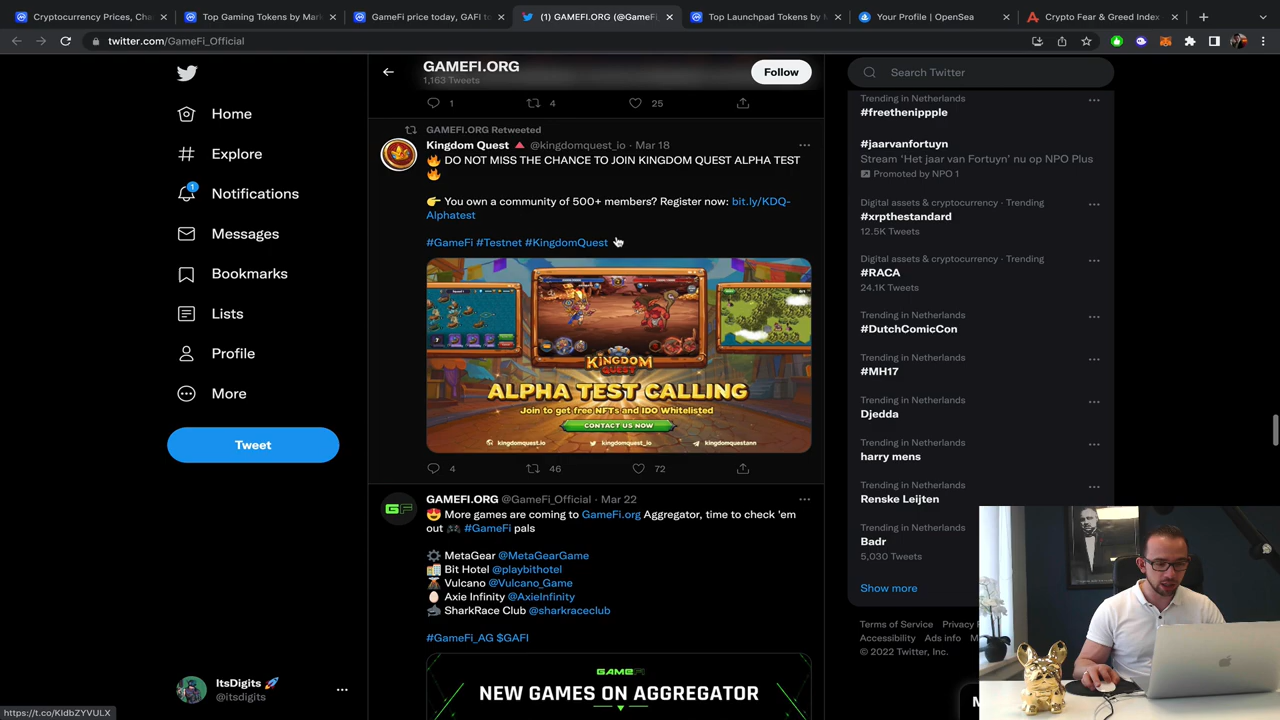 Cryptocurrency Prices, Cha
Top Gaming Tokens by Mar
GameFi price today, GAFI to
(1) GAMEFI.ORG (@GameFi_
Top Launchpad Tokens by M
Your Profile | OpenSea
Crypto Fear & Greed Index
twitter.com/GameFi_Official
GAMEFI.ORG
1,163 Tweets
Follow
Search Twitter
Home
Explore
1
Notifications
Messages
Bookmarks
Lists
Profile
More
Tweet
ItsDigits 🚀
@itsdigits
https://t.co/KIdbZYVULX
1
4
25
GAMEFI.ORG Retweeted
Kingdom Quest 🔺 @kingdomquest_io · Mar 18
🔥 DO NOT MISS THE CHANCE TO JOIN KINGDOM QUEST ALPHA TEST
🔥
👉 You own a community of 500+ members? Register now: bit.ly/KDQ-
Alphatest
#GameFi #Testnet #KingdomQuest
KINGDOM
QUEST
ALPHA TEST CALLING
Join to get free NFTs and IDO Whitelisted
CONTACT US NOW
kingdomquest.io
kingdomquest_io
kingdomquestann
4
46
72
GAMEFI.ORG @GameFi_Official · Mar 22
😍 More games are coming to GameFi.org Aggregator, time to check 'em
out 🎮 #GameFi pals
⚙️ MetaGear @MetaGearGame
🏨 Bit Hotel @playbithotel
🌋 Vulcano @Vulcano_Game
🥚 Axie Infinity @AxieInfinity
🦈 SharkRace Club @sharkraceclub
#GameFi_AG $GAFI
GAMEFI
NEW GAMES ON AGGREGATOR
Trending in Netherlands
#freethenippple
#jaarvanfortuyn
Stream 'Het jaar van Fortuyn' nu op NPO Plus
Promoted by NPO 1
Digital assets & cryptocurrency · Trending
#xrpthestandard
12.5K Tweets
Digital assets & cryptocurrency · Trending
#RACA
24.1K Tweets
Trending in Netherlands
#DutchComicCon
Trending in Netherlands
#MH17
Trending in Netherlands
Djedda
Trending in Netherlands
harry mens
Trending in Netherlands
Renske Leijten
Trending in Netherlands
Badr
5,030 Tweets
Show more
Terms of Service
Privacy
Accessibility
Ads info
© 2022 Twitter, Inc.